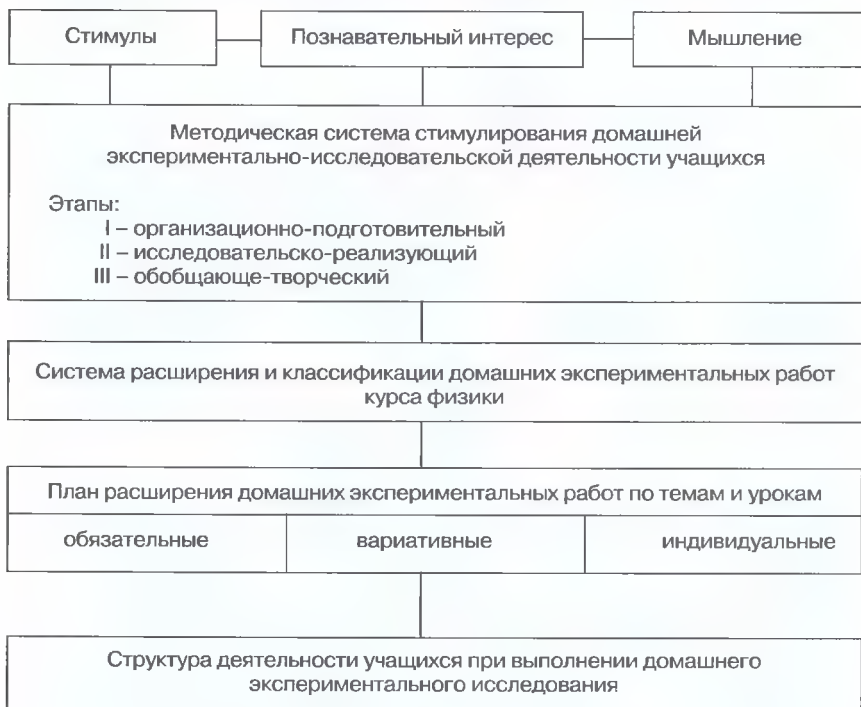 Стимулы
Познавательный интерес
Мышление
Методическая система стимулирования домашней
экспериментально-исследовательской деятельности учащихся
Этапы:
I – организационно-подготовительный
II – исследовательско-реализующий
III – обобщающе-творческий
Система расширения и классификации домашних экспериментальных работ
курса физики
План расширения домашних экспериментальных работ по темам и урокам
обязательные
вариативные
индивидуальные
Структура деятельности учащихся при выполнении домашнего
экспериментального исследования